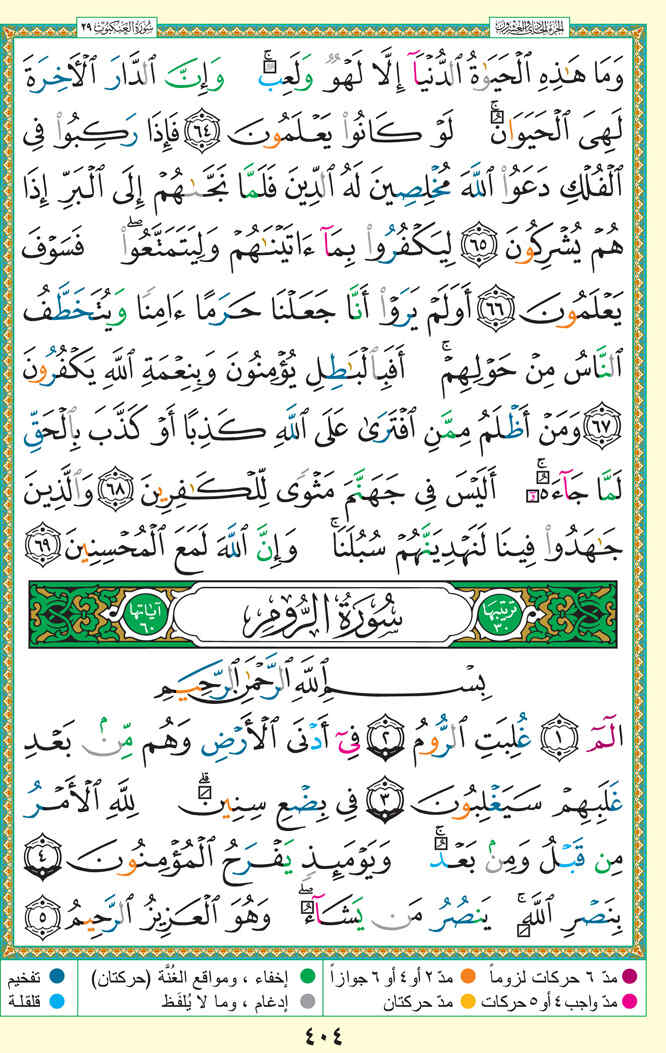 سُورَةُ العَنكبُوت ٢٩
الجزء الحادي والعشرون
وَمَا هَٰذِهِ ٱلْحَيَوٰةُ ٱلدُّنْيَآ إِلَّا لَهْوٌ وَلَعِبٌ ۚ وَإِنَّ ٱلدَّارَ ٱلْأَخِرَةَ
لَهِىَ ٱلْحَيَوَانُ ۚ لَوْ كَانُوا۟ يَعْلَمُونَ ٦٤ فَإِذَا رَكِبُوا۟ فِى
ٱلْفُلْكِ دَعَوُا۟ ٱللَّهَ مُخْلِصِينَ لَهُ ٱلدِّينَ فَلَمَّا نَجَّىٰهُمْ إِلَى ٱلْبَرِّ إِذَا
هُمْ يُشْرِكُونَ ٦٥ لِيَكْفُرُوا۟ بِمَآ ءَاتَيْنَٰهُمْ وَلِيَتَمَتَّعُوا۟ ۖ فَسَوْفَ
يَعْلَمُونَ ٦٦ أَوَلَمْ يَرَوْا۟ أَنَّا جَعَلْنَا حَرَمًا ءَامِنًا وَيُتَخَطَّفُ
ٱلنَّاسُ مِنْ حَوْلِهِمْ ۚ أَفَبِٱلْبَٰطِلِ يُؤْمِنُونَ وَبِنِعْمَةِ ٱللَّهِ يَكْفُرُونَ
٦٧ وَمَنْ أَظْلَمُ مِمَّنِ ٱفْتَرَىٰ عَلَى ٱللَّهِ كَذِبًا أَوْ كَذَّبَ بِٱلْحَقِّ
لَمَّا جَآءَهُ ۚ أَلَيْسَ فِى جَهَنَّمَ مَثْوًى لِّلْكَٰفِرِينَ ٦٨ وَٱلَّذِينَ
جَٰهَدُوا۟ فِينَا لَنَهْدِيَنَّهُمْ سُبُلَنَا ۚ وَإِنَّ ٱللَّهَ لَمَعَ ٱلْمُحْسِنِينَ ٦٩
ترتيبها ٣٠ سُورَةُ الرُّومِ آياتها ٦٠
بِسْمِ ٱللَّهِ ٱلرَّحْمَٰنِ ٱلرَّحِيمِ
الٓمٓ ١ غُلِبَتِ ٱلرُّومُ ٢ فِىٓ أَدْنَى ٱلْأَرْضِ وَهُم مِّنۢ بَعْدِ
غَلَبِهِمْ سَيَغْلِبُونَ ٣ فِى بِضْعِ سِنِينَ ۗ لِلَّهِ ٱلْأَمْرُ
مِن قَبْلُ وَمِنۢ بَعْدُ ۚ وَيَوْمَئِذٍ يَفْرَحُ ٱلْمُؤْمِنُونَ ٤
بِنَصْرِ ٱللَّهِ ۚ يَنصُرُ مَن يَشَآءُ ۖ وَهُوَ ٱلْعَزِيزُ ٱلرَّحِيمُ ٥
مدّ ٦ حركات لزوماً مدّ ٢ أو ٤ أو ٦ جوازاً إخفاء ، ومواقع الغُنَّة (حركتان) تفخيم
مدّ واجب ٤ أو ٥ حركات مدّ حركتان إدغام ، وما لا يُلفَظ قلقلة
٤٠٤